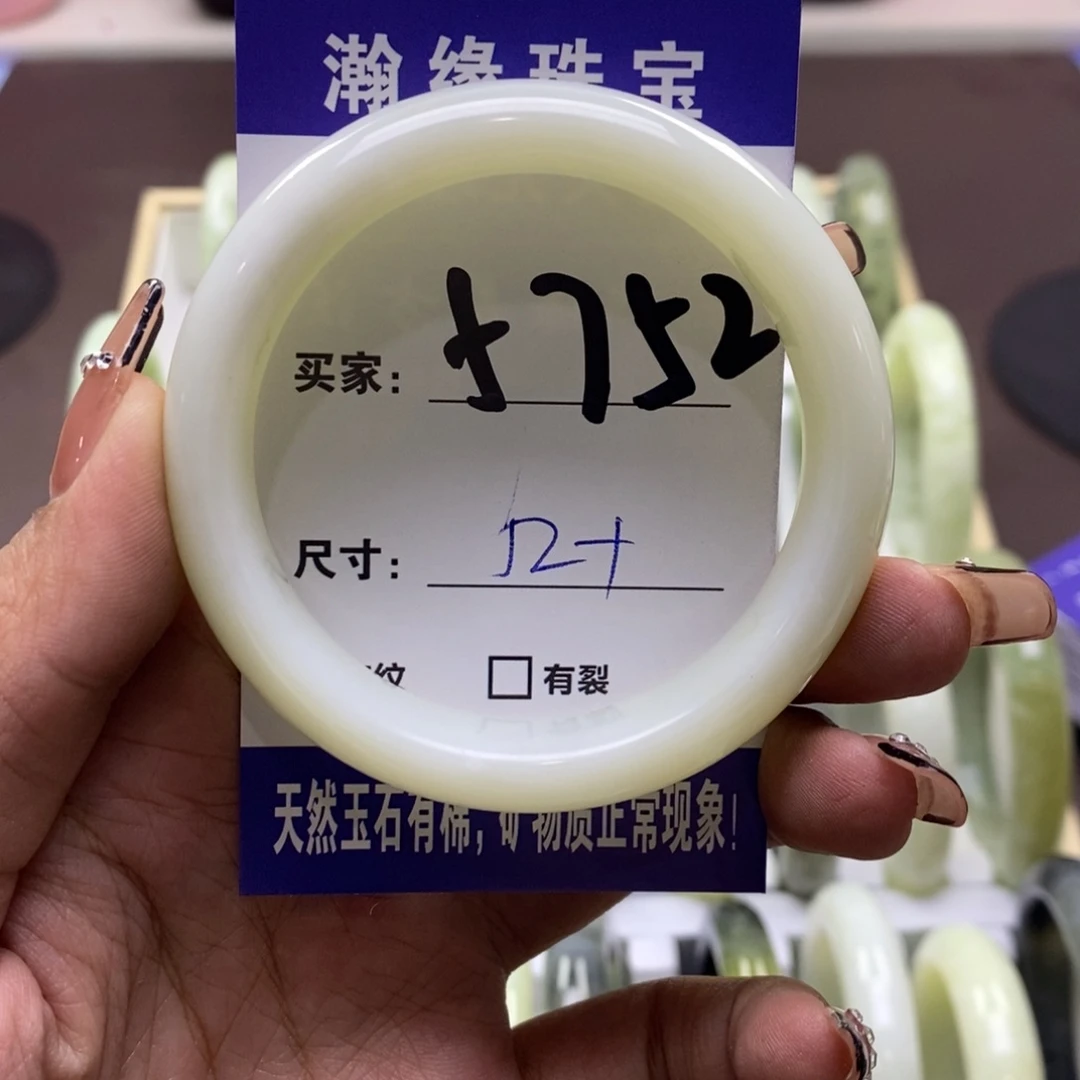 瀚缘珠宝
买家：5752
尺寸：52+
纹 □有裂
天然玉石有棉，矿物质正常现象！